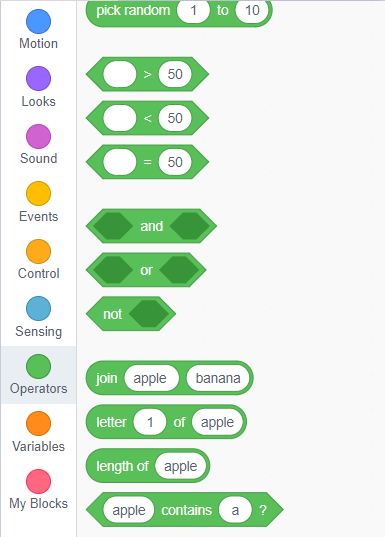 Motion
Looks
Sound
Events
Control
Sensing
Operators
Variables
My Blocks
pick random 1 to 10
> 50
< 50
= 50
and
or
not
join apple banana
letter 1 of apple
length of apple
apple contains a ?